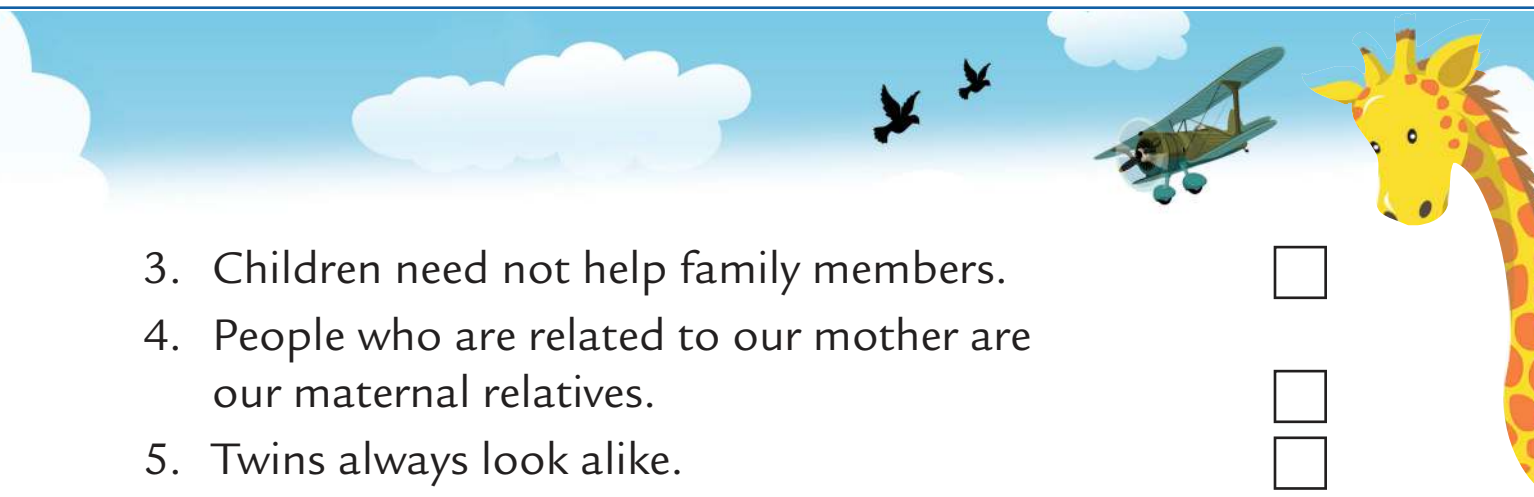 3. Children need not help family members.
4. People who are related to our mother are
our maternal relatives.
5. Twins always look alike.